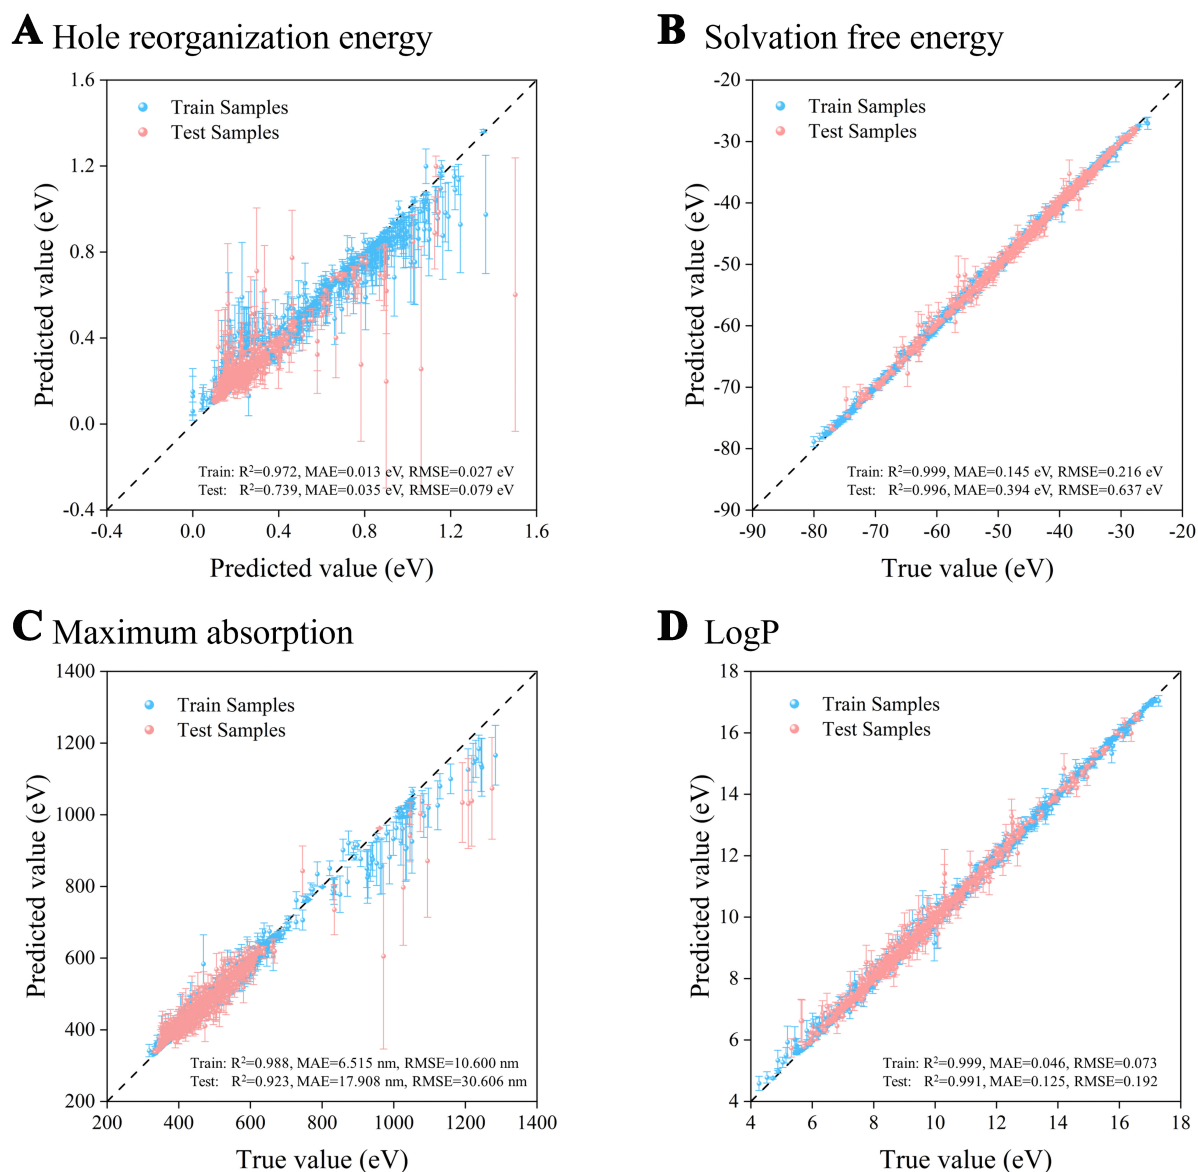 A Hole reorganization energy
1.6
1.2
0.8
0.4
0.0
-0.4
Predicted value (eV)
Train Samples
Test Samples
Train: R²=0.972, MAE=0.013 eV, RMSE=0.027 eV
Test: R²=0.739, MAE=0.035 eV, RMSE=0.079 eV
-0.4 0.0 0.4 0.8 1.2 1.6
Predicted value (eV)
B Solvation free energy
-20
-30
-40
-50
-60
-70
-80
-90
Predicted value (eV)
Train Samples
Test Samples
Train: R²=0.999, MAE=0.145 eV, RMSE=0.216 eV
Test: R²=0.996, MAE=0.394 eV, RMSE=0.637 eV
-90 -80 -70 -60 -50 -40 -30 -20
True value (eV)
C Maximum absorption
1400
1200
1000
800
600
400
200
Predicted value (eV)
Train Samples
Test Samples
Train: R²=0.988, MAE=6.515 nm, RMSE=10.600 nm
Test: R²=0.923, MAE=17.908 nm, RMSE=30.606 nm
200 400 600 800 1000 1200 1400
True value (eV)
D LogP
18
16
14
12
10
8
6
4
Predicted value (eV)
Train Samples
Test Samples
Train: R²=0.999, MAE=0.046, RMSE=0.073
Test: R²=0.991, MAE=0.125, RMSE=0.192
4 6 8 10 12 14 16 18
True value (eV)